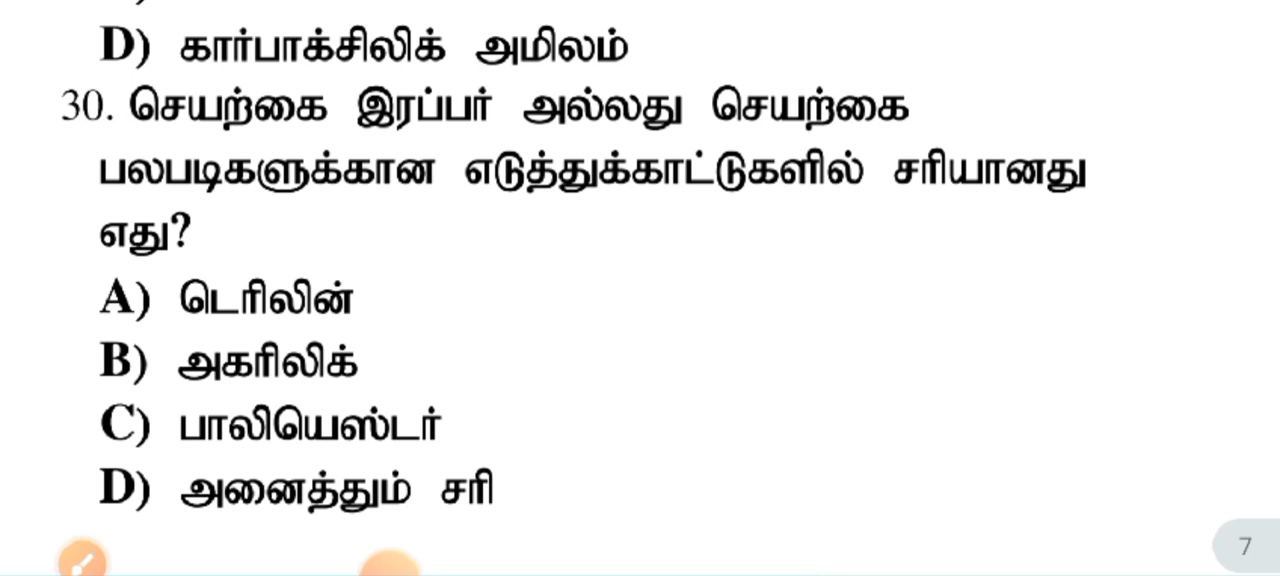 D) கார்பாக்சிலிக் அமிலம்
30. செயற்கை இரப்பர் அல்லது செயற்கை
பலபடிகளுக்கான எடுத்துக்காட்டுகளில் சரியானது
எது?
A) டெரிலின்
B) அகரிலிக்
C) பாலியெஸ்டர்
D) அனைத்தும் சரி
7